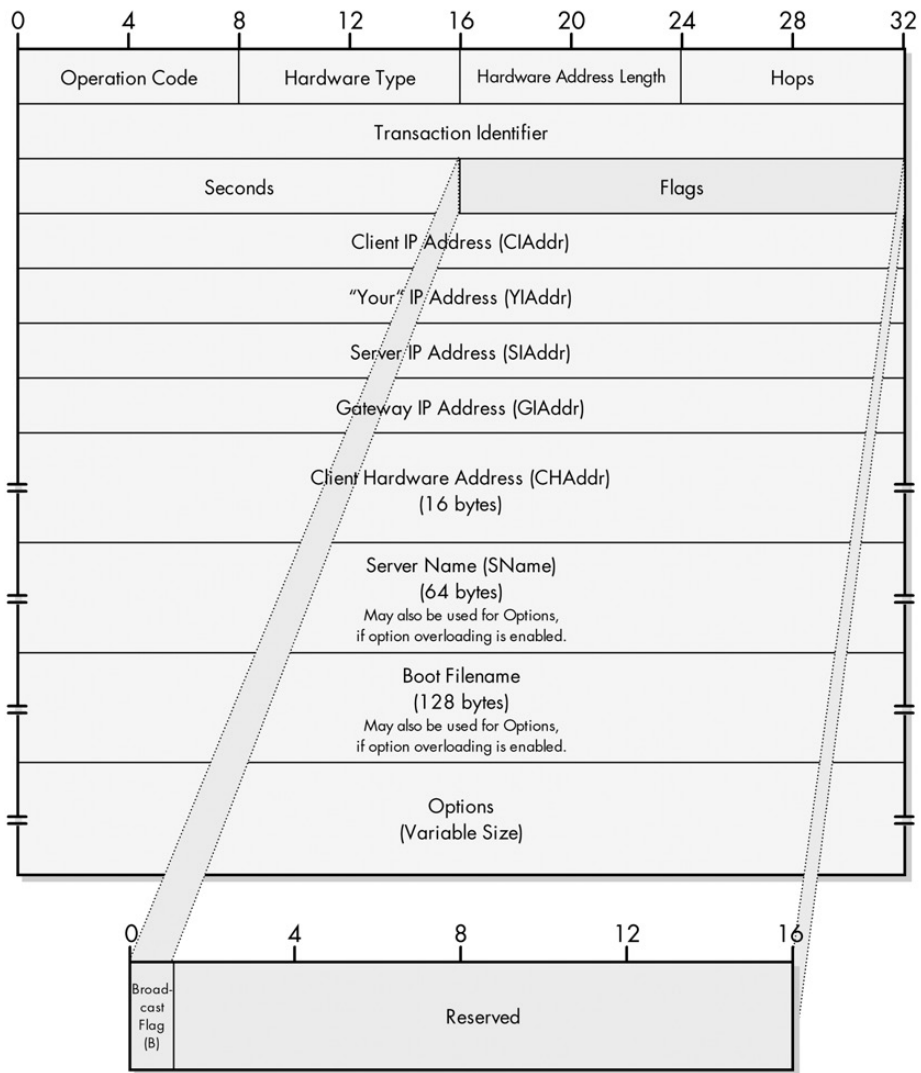 0 4 8 12 16 20 24 28 32
Operation Code Hardware Type Hardware Address Length Hops
Transaction Identifier
Seconds Flags
Client IP Address (CIAddr)
“Your“ IP Address (YIAddr)
Server IP Address (SIAddr)
Gateway IP Address (GIAddr)
Client Hardware Address (CHAddr)
(16 bytes)
Server Name (SName)
(64 bytes)
May also be used for Options,
if option overloading is enabled.
Boot Filename
(128 bytes)
May also be used for Options,
if option overloading is enabled.
Options
(Variable Size)
0 4 8 12 16
Broad-
cast
Flag
(B)
Reserved